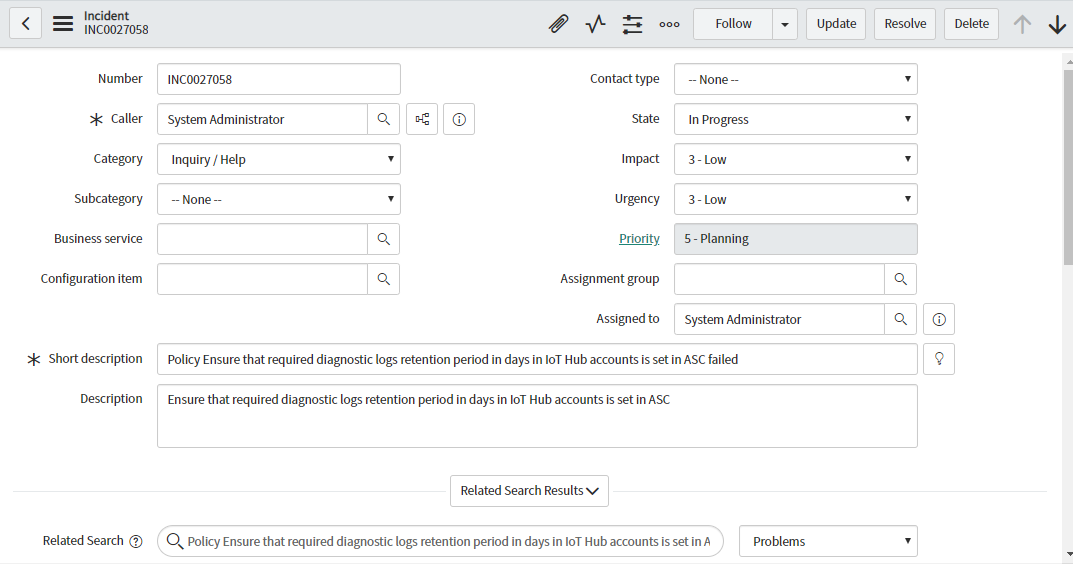 Incident
INC0027058
Follow
Update
Resolve
Delete
Number
INC0027058
Contact type
-- None --
Caller
System Administrator
State
In Progress
Category
Inquiry / Help
Impact
3 - Low
Subcategory
-- None --
Urgency
3 - Low
Business service
Priority
5 - Planning
Configuration item
Assignment group
Assigned to
System Administrator
Short description
Policy Ensure that required diagnostic logs retention period in days in IoT Hub accounts is set in ASC failed
Description
Ensure that required diagnostic logs retention period in days in IoT Hub accounts is set in ASC
Related Search Results
Related Search
Policy Ensure that required diagnostic logs retention period in days in IoT Hub accounts is set in A
Problems